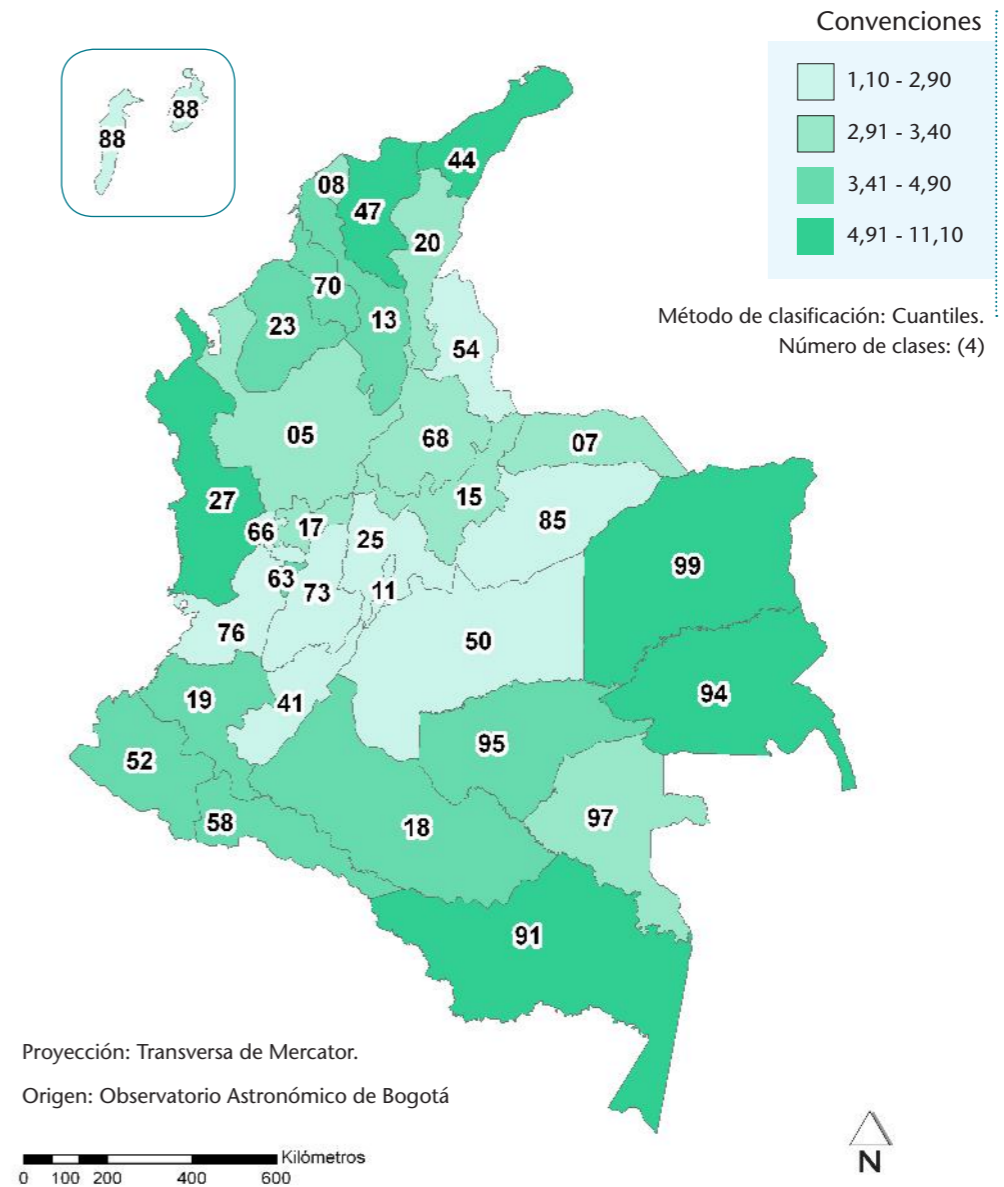 Convenciones
1,10 - 2,90
2,91 - 3,40
3,41 - 4,90
4,91 - 11,10
Método de clasificación: Cuantiles.
Número de clases: (4)
88
88
44
08
47
20
70
23
13
54
05
68
07
27
15
66
17
25
85
63
73
11
99
76
50
19
41
94
52
95
58
18
97
91
Proyección: Transversa de Mercator.
Origen: Observatorio Astronómico de Bogotá
Kilómetros
0 100 200 400 600
N